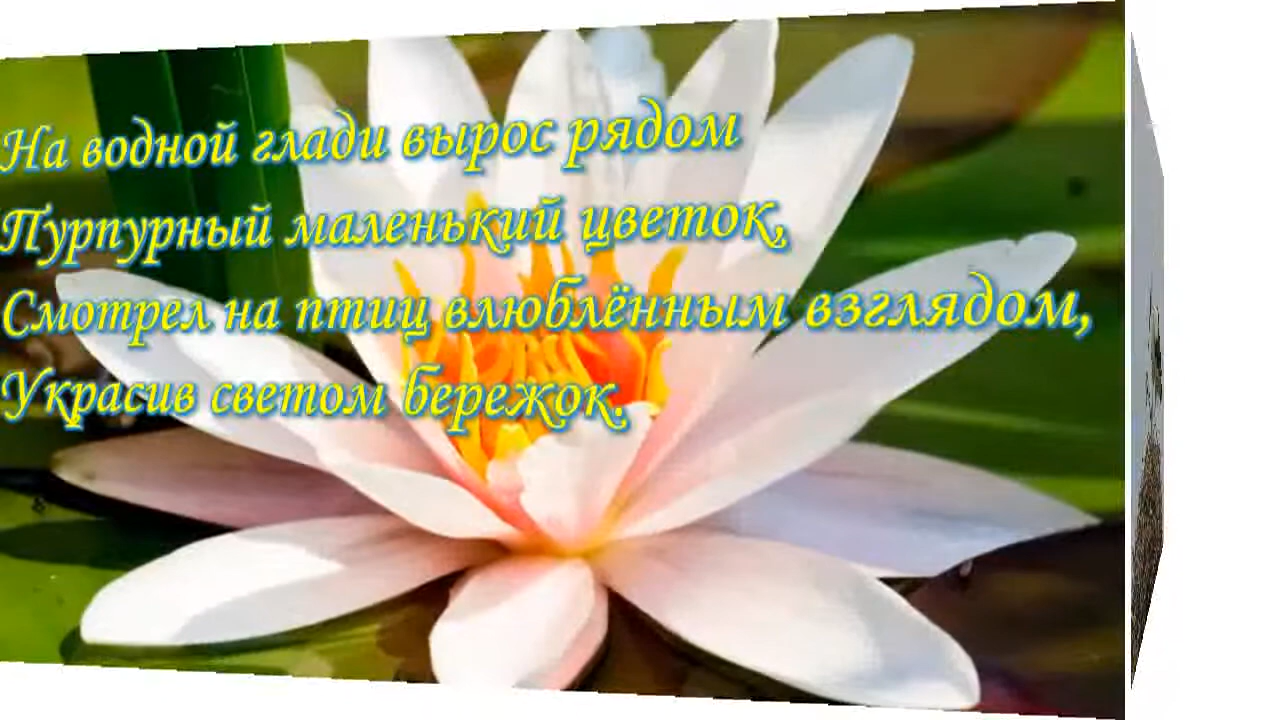 На водной глади вырос рядом
Пурпурный маленький цветок,
Смотрел на птиц влюблённым взглядом,
Украсив светом бережок.